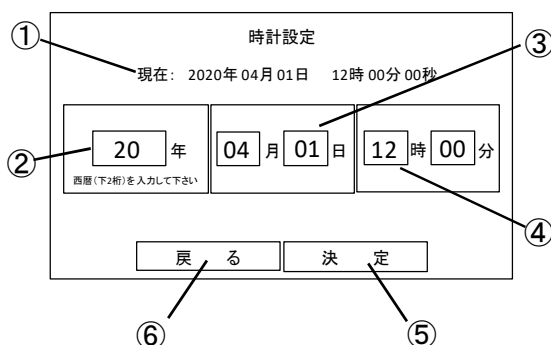 ① ③
時計設定
現在: 2020年04月01日 12時00分00秒
② 20 年 04 月 01 日 12 時 00 分
西暦(下2桁)を入力して下さい
④
戻 る 決 定
⑥ ⑤